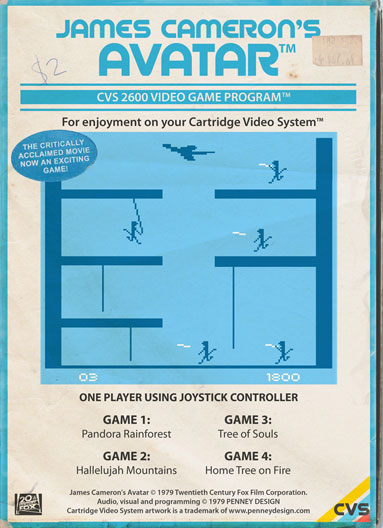 JAMES CAMERON'S
AVATAR™
$2
CVS 2600 VIDEO GAME PROGRAM™
For enjoyment on your Cartridge Video System™
THE CRITICALLY
ACCLAIMED MOVIE
NOW AN EXCITING
GAME!
03 1800
ONE PLAYER USING JOYSTICK CONTROLLER
GAME 1:
Pandora Rainforest
GAME 3:
Tree of Souls
GAME 2:
Hallelujah Mountains
GAME 4:
Home Tree on Fire
20th
CENTURY
FOX
James Cameron's Avatar © 1979 Twentieth Century Fox Film Corporation.
Audio, visual and programming © 1979 PENNEY DESIGN
Cartridge Video System artwork is a trademark of www.penneydesign.com
CVS